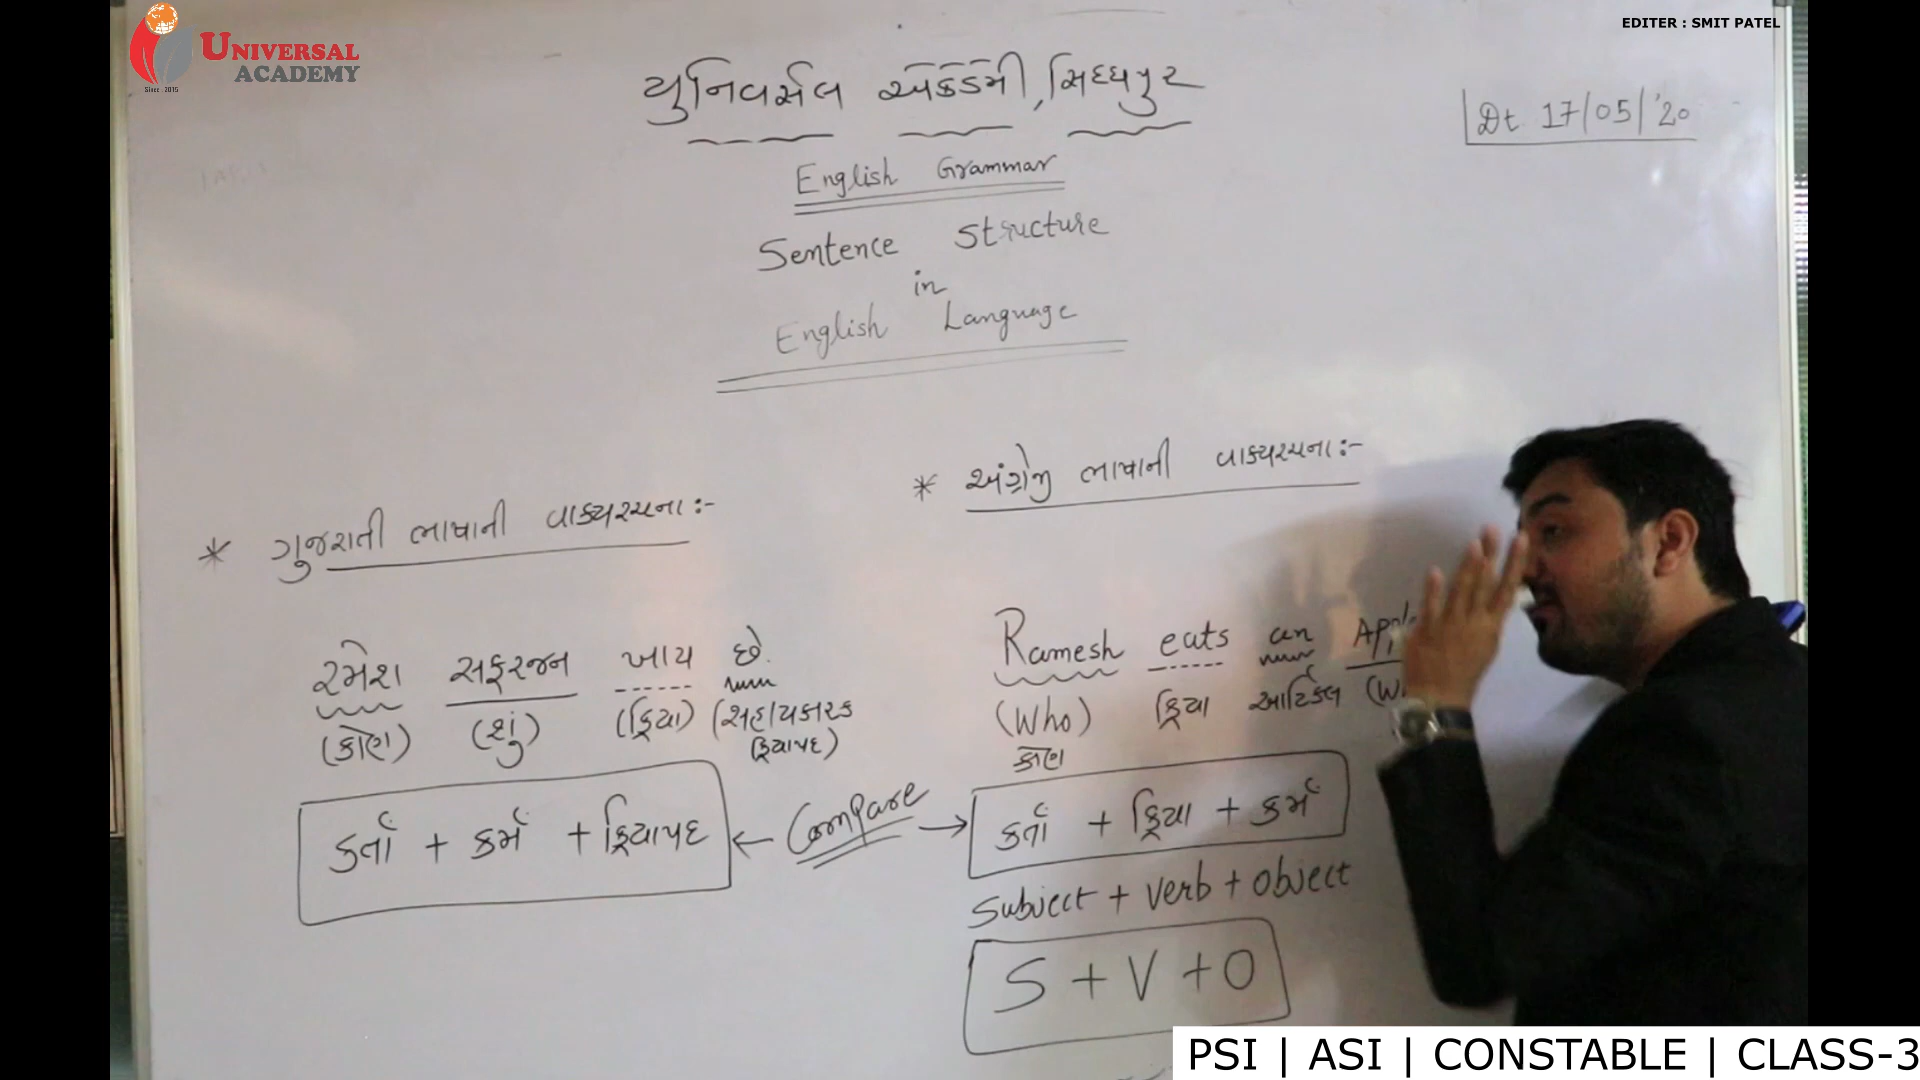 UNIVERSAL
ACADEMY
Since . 2015
EDITER : SMIT PATEL
યુનિવર્સલ એકેડેમી, સિધ્ધપુર
Dt 17/05/'20
English Grammar
Sentence Structure
in
English Language
* ગુજરાતી ભાષાની વાક્યરચના :-
રમેશ સફરજન ખાય છે.
(કોણ) (શું) (ક્રિયા) (સહાયકારક
ક્રિયાપદ)
કર્તા + કર્મ + ક્રિયાપદ
← Compare →
* અંગ્રેજી ભાષાની વાક્યરચના :-
Ramesh eats an
(Who) ક્રિયા આર્ટિકલ
કોણ
કર્તા + ક્રિયા + કર્મ
Subject + Verb + Object
S + V + O
PSI | ASI | CONSTABLE | CLASS-3